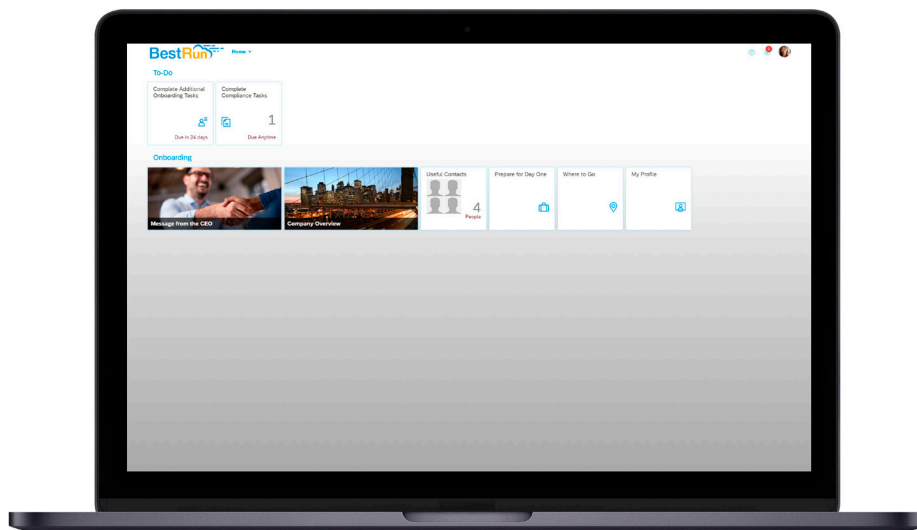 BestRun
Home
To-Do
Complete Additional
Onboarding Tasks
Due in 24 days
Complete
Compliance Tasks
1
Due Anytime
Onboarding
Message from the CEO
Company Overview
Useful Contacts
4
People
Prepare for Day One
Where to Go
My Profile